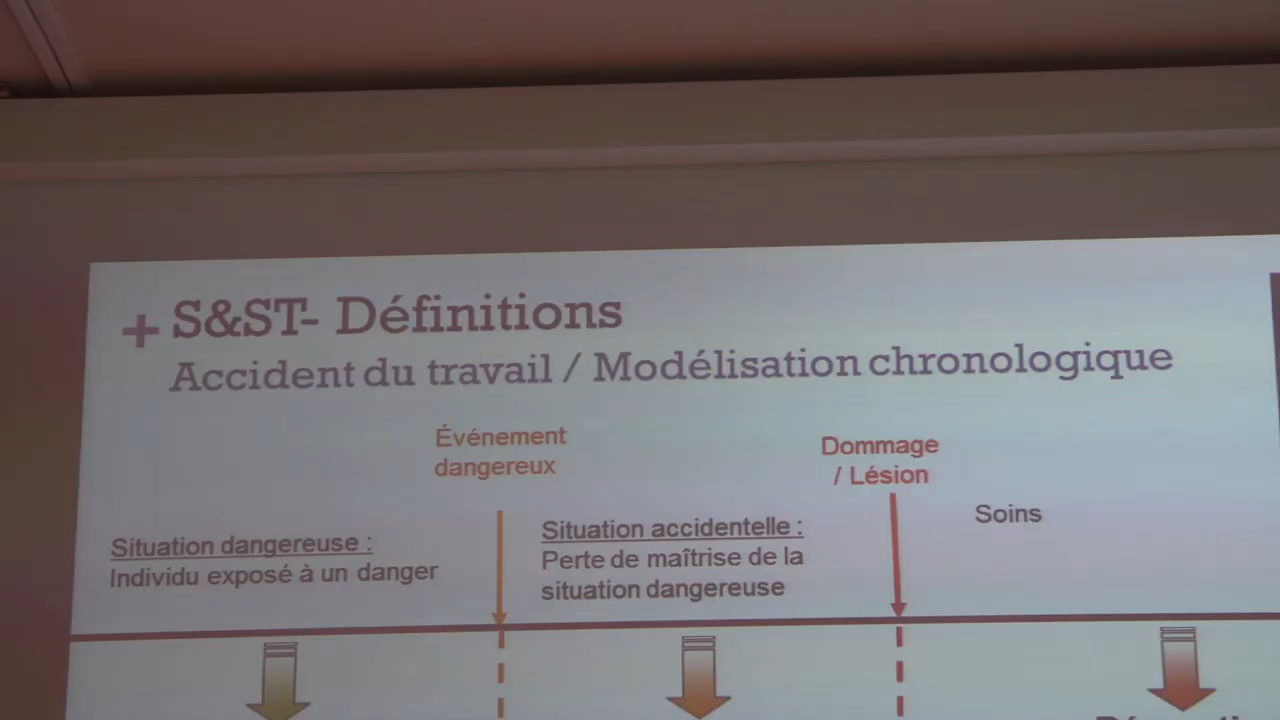 + S&ST- Définitions
Accident du travail / Modélisation chronologique
Événement
dangereux
Dommage
/ Lésion
Soins
Situation dangereuse :
Individu exposé à un danger
Situation accidentelle :
Perte de maîtrise de la
situation dangereuse